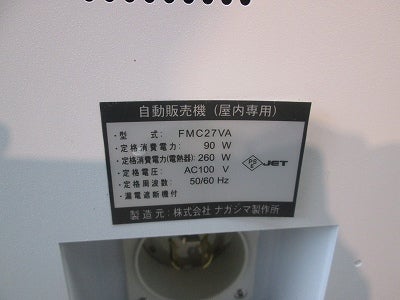 自動販売機（屋内専用）
・型　　式：FMC27VA
・定格消費電力：90 W
・定格消費電力(電熱器)：260 W
・定格電圧：AC100 V
・定格周波数：50/60 Hz
・漏電遮断機付
PS E JET
製造元：株式会社 ナガシマ製作所